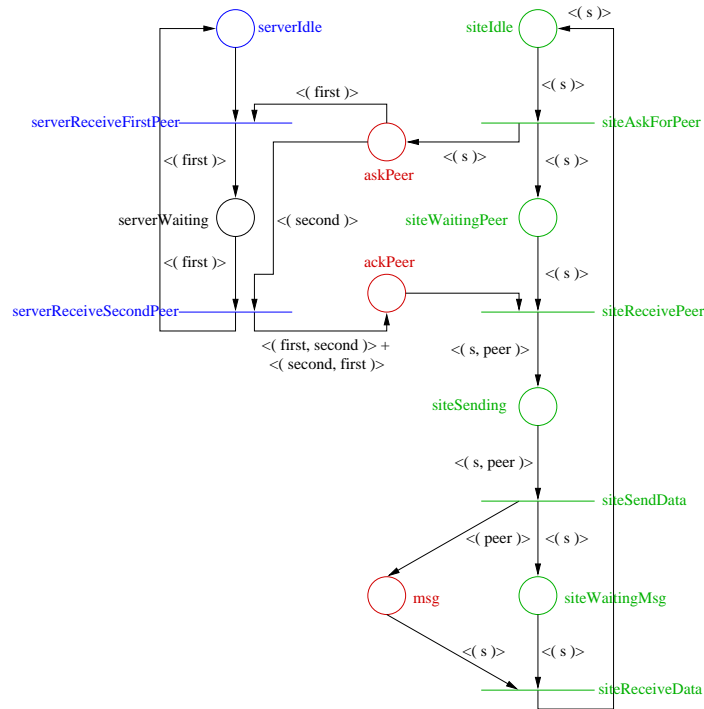 serverIdle
siteIdle
<( s )>
<( s )>
<( first )>
serverReceiveFirstPeer
siteAskForPeer
<( first )>
<( s )>
<( s )>
askPeer
serverWaiting
<( second )>
siteWaitingPeer
<( first )>
ackPeer
<( s )>
serverReceiveSecondPeer
siteReceivePeer
<( first, second )> +
<( second, first )>
<( s, peer )>
siteSending
<( s, peer )>
siteSendData
<( peer )>
<( s )>
msg
siteWaitingMsg
<( s )>
<( s )>
siteReceiveData